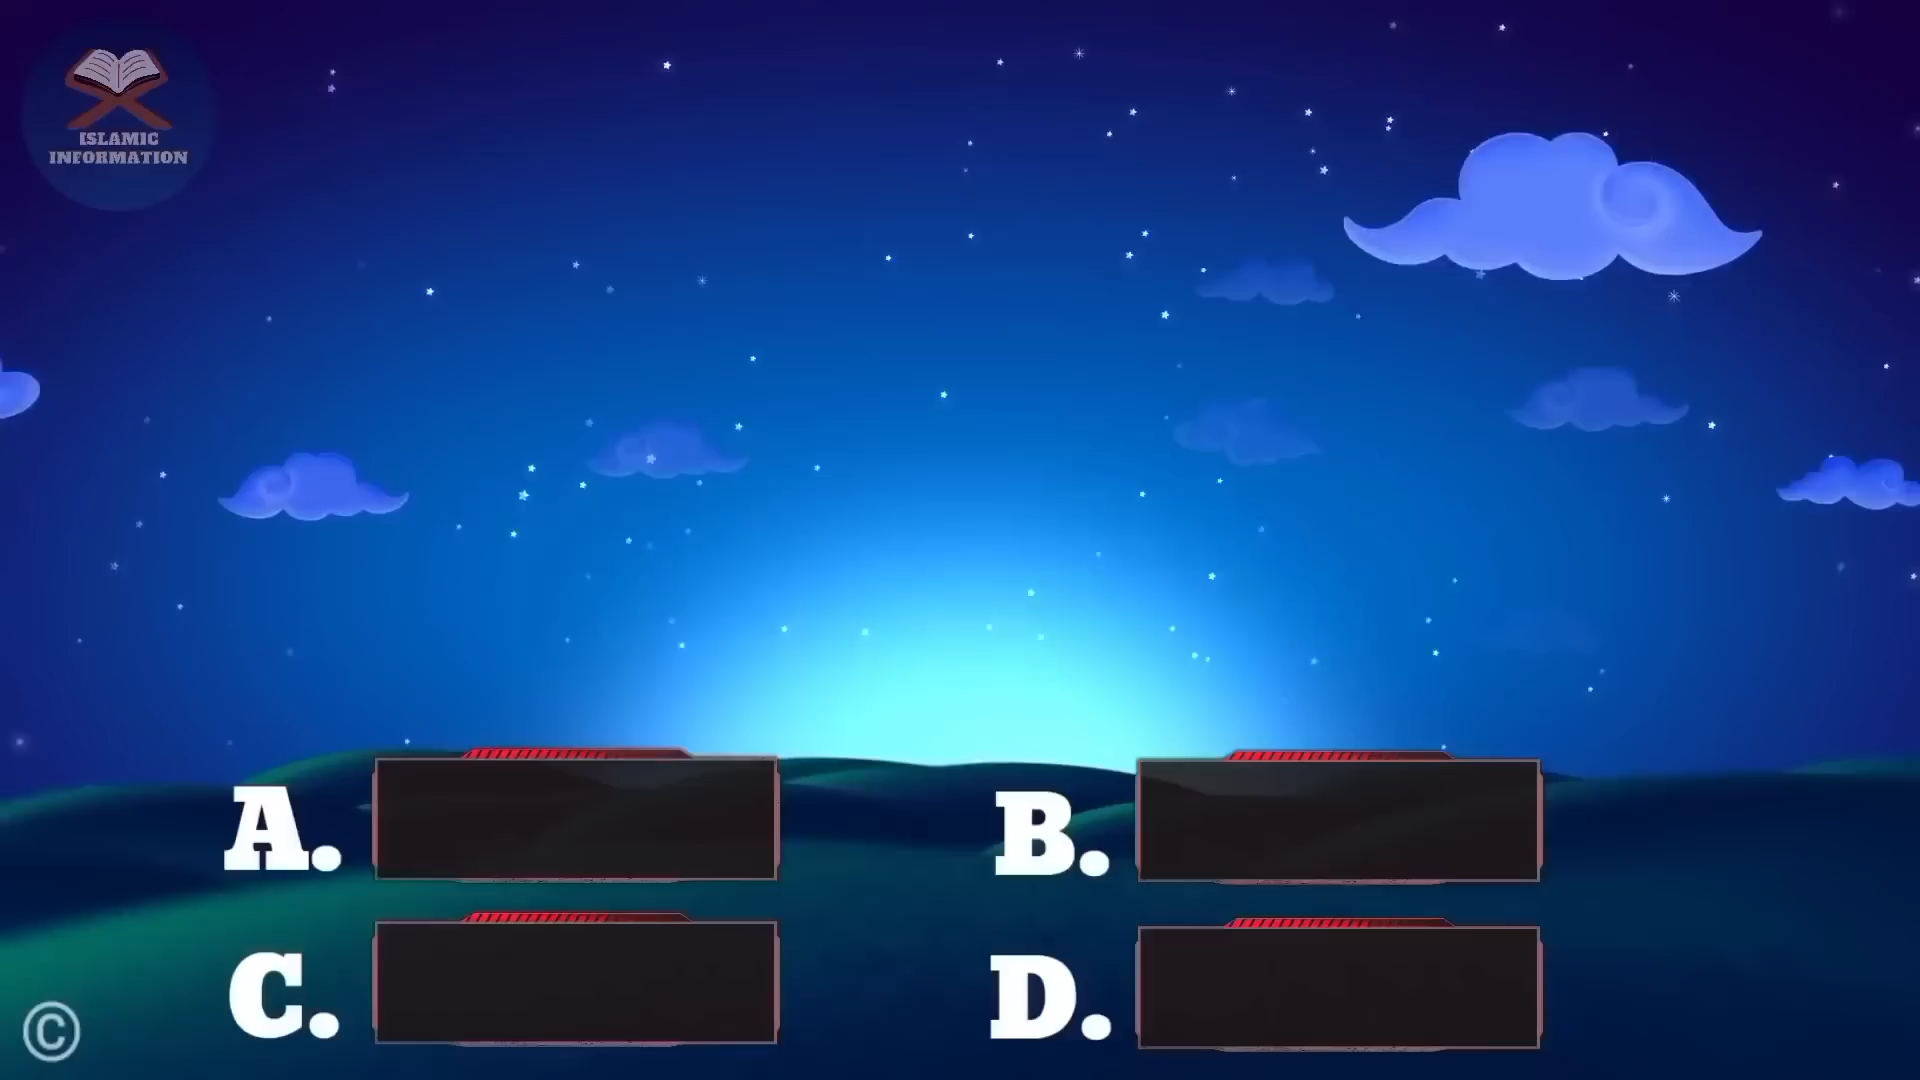 ISLAMIC
INFORMATION
A.
B.
C.
D.
©